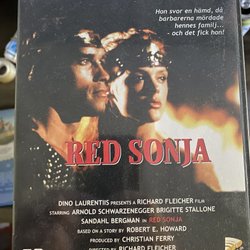 Hon svor en hämd, då
barbarerna mördade
hennes familj...
- och det fick hon!
RED SONJA
DINO LAURENTIIS PRESENTS A RICHARD FLEICHER FILM
STARRING ARNOLD SCHWARZENEGGER BRIGITTE STALLONE
SANDAHL BERGMAN IN RED SONJA
BASED ON A STORY BY ROBERT E. HOWARD
PRODUCED BY CHRISTIAN FERRY
DIRECTED BY RICHARD FLEICHER